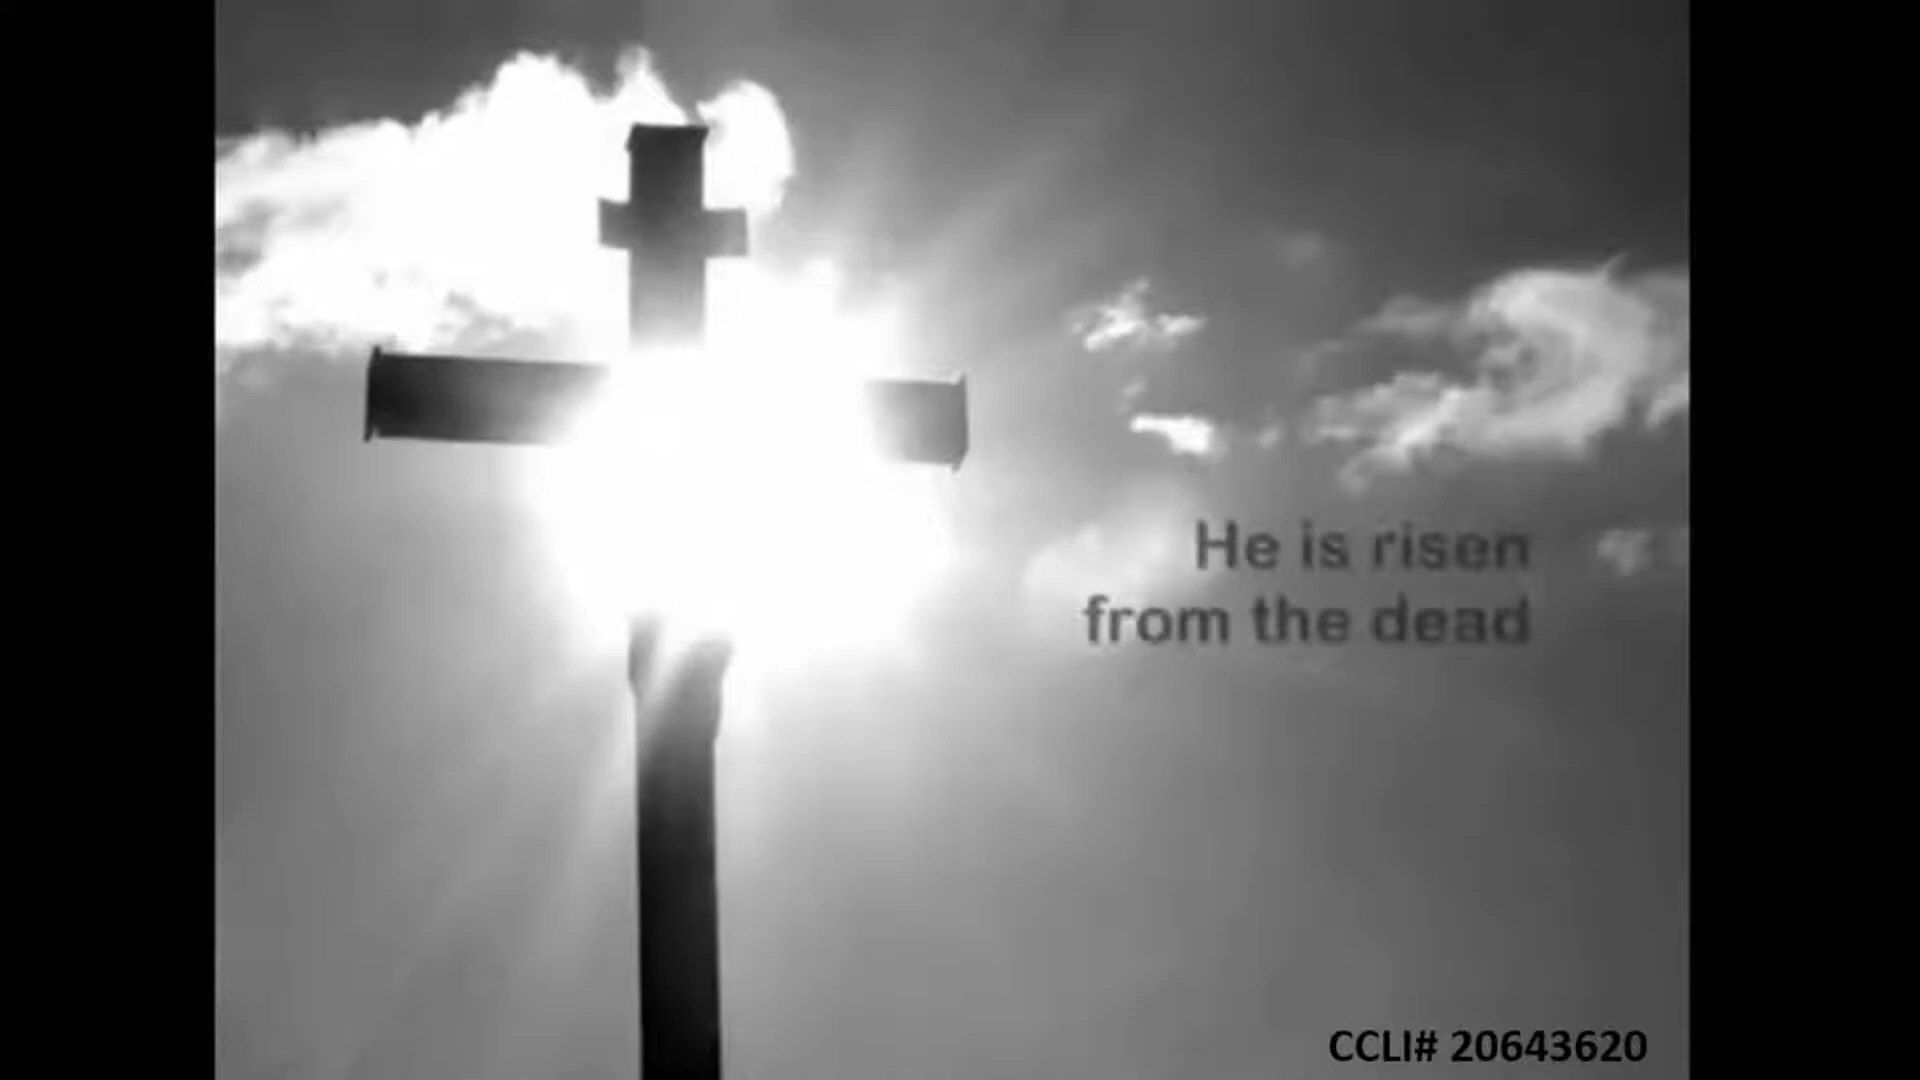 He is risen
from the dead
CCLI# 20643620